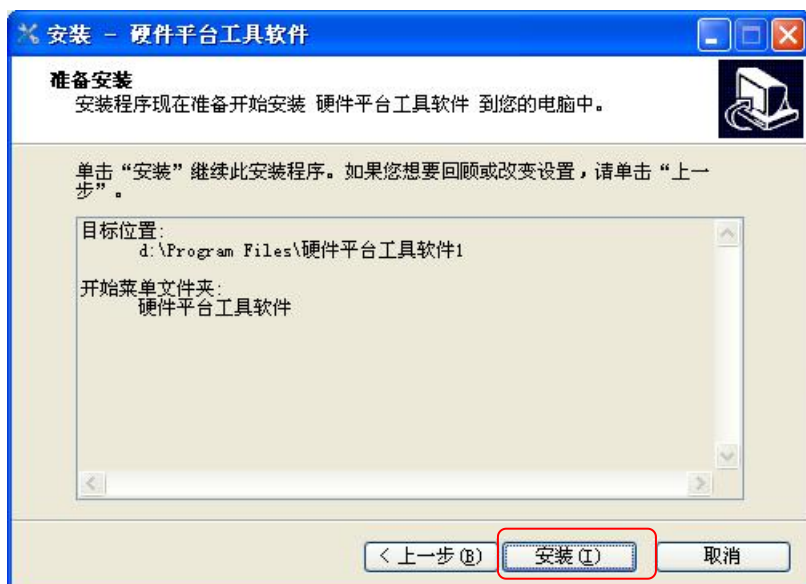 安装 - 硬件平台工具软件
准备安装
安装程序现在准备开始安装 硬件平台工具软件 到您的电脑中。
单击“安装”继续此安装程序。如果您想要回顾或改变设置，请单击“上一
步”。
目标位置:
d:\Program Files\硬件平台工具软件1
开始菜单文件夹:
硬件平台工具软件
< 上一步(B)
安装(I)
取消